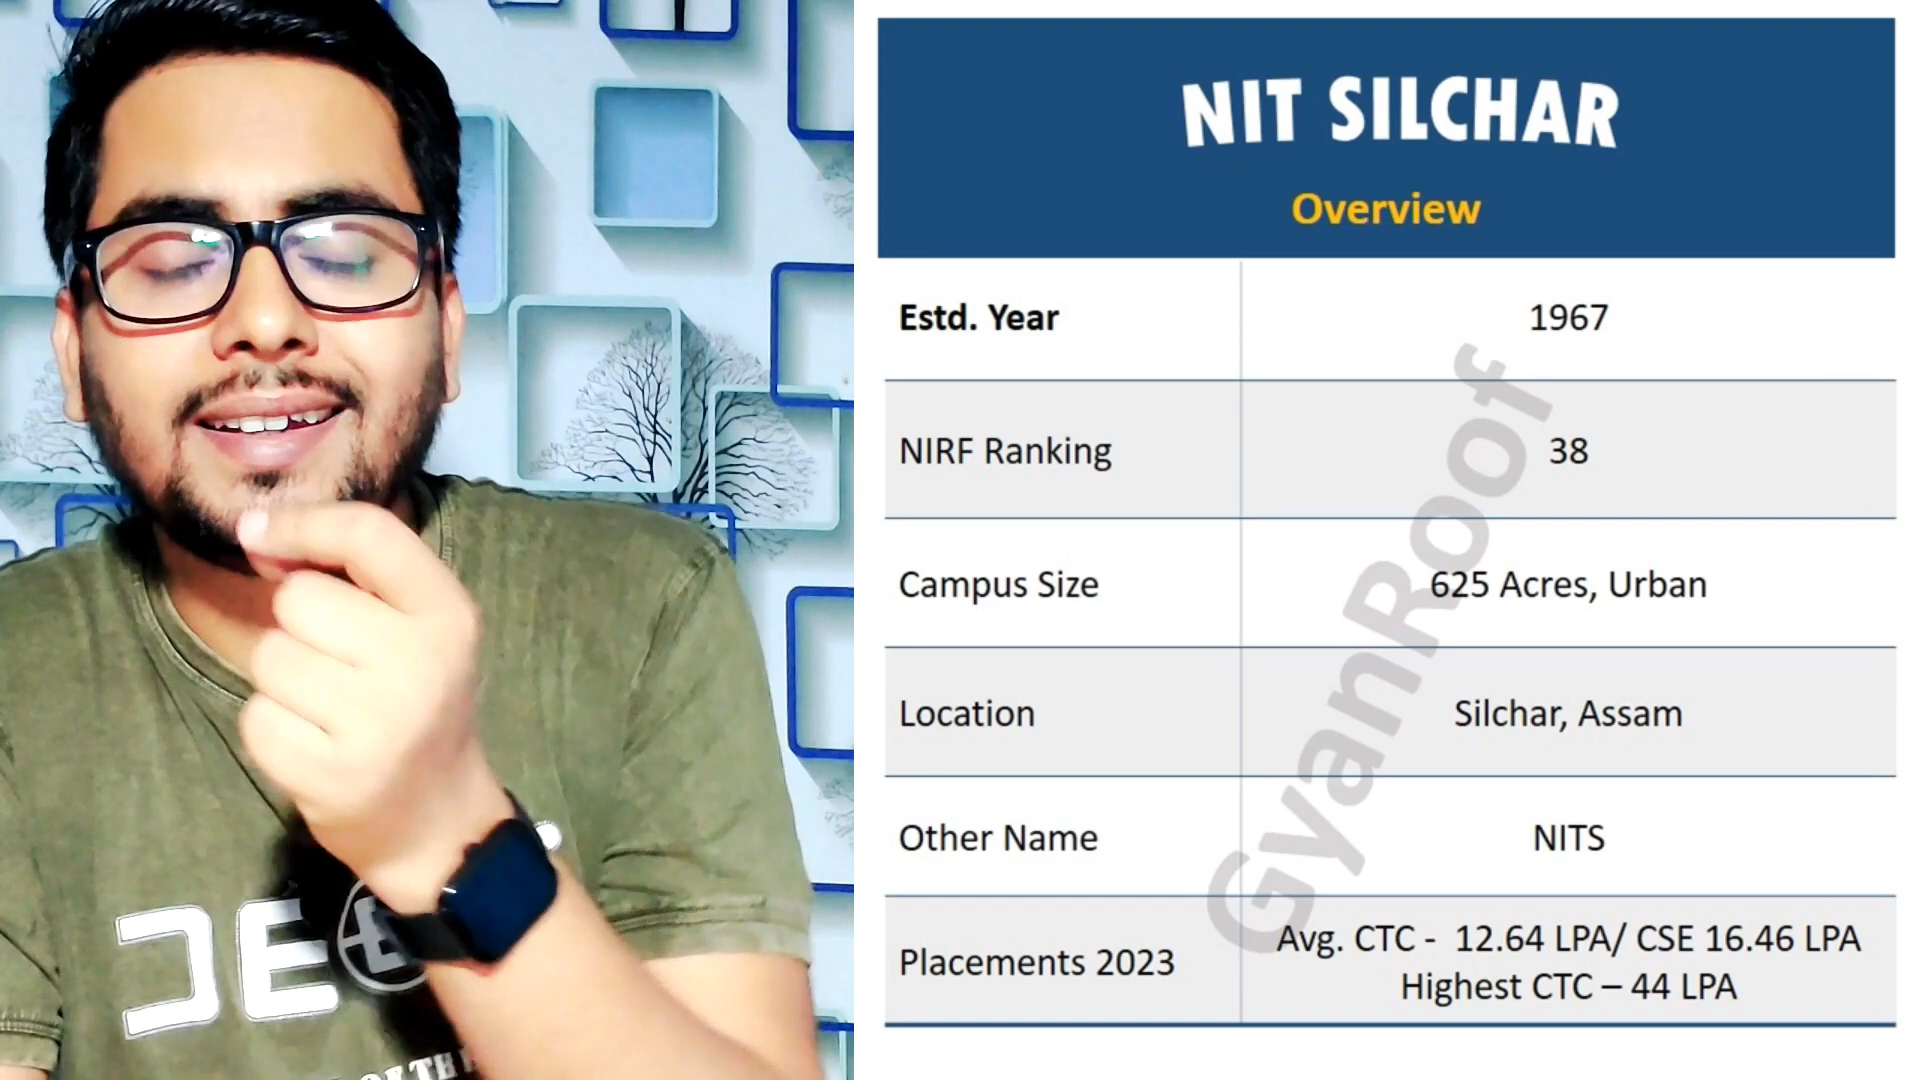 NIT SILCHAR
Overview
Estd. Year 1967
NIRF Ranking 38
Campus Size 625 Acres, Urban
Location Silchar, Assam
Other Name NITS
Placements 2023 Avg. CTC - 12.64 LPA/ CSE 16.46 LPA
Highest CTC – 44 LPA
GyanRoof